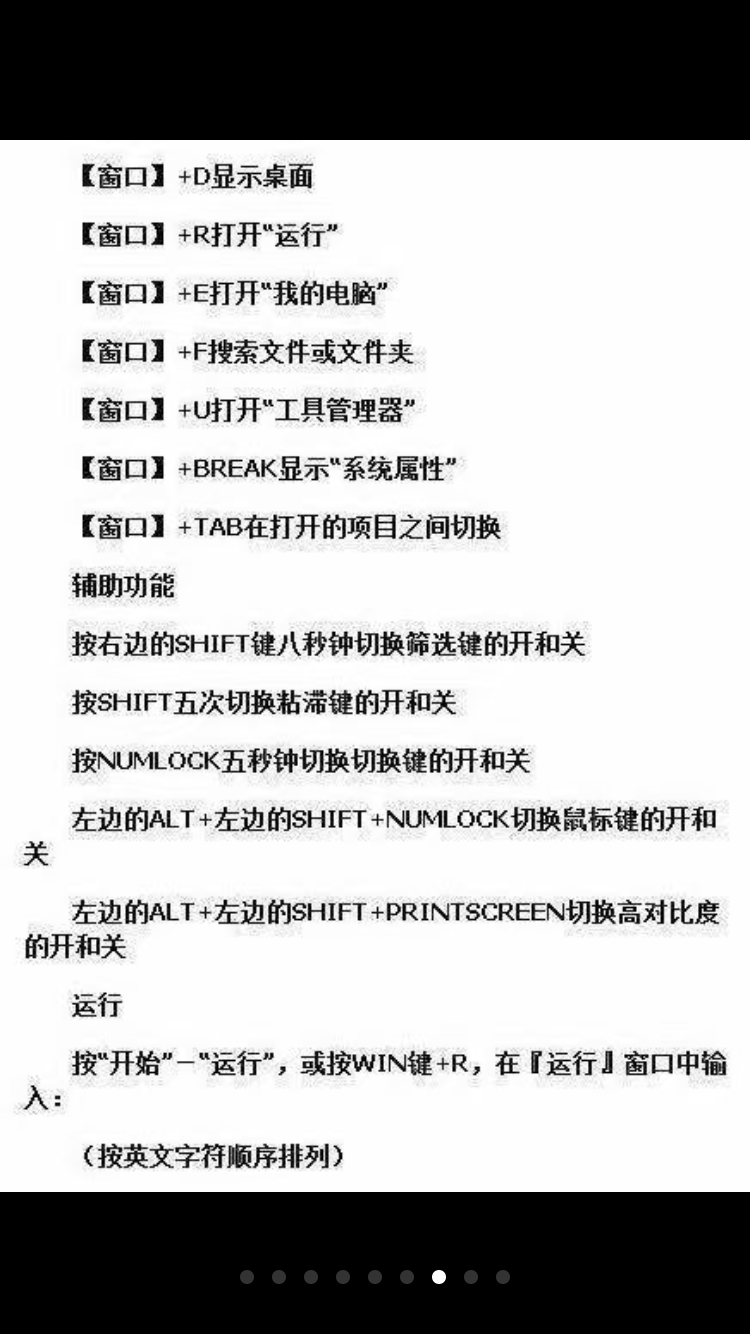 【窗口】+D显示桌面
【窗口】+R打开“运行”
【窗口】+E打开“我的电脑”
【窗口】+F搜索文件或文件夹
【窗口】+U打开“工具管理器”
【窗口】+BREAK显示“系统属性”
【窗口】+TAB在打开的项目之间切换
辅助功能
按右边的SHIFT键八秒钟切换筛选键的开和关
按SHIFT五次切换粘滞键的开和关
按NUMLOCK五秒钟切换切换键的开和关
左边的ALT+左边的SHIFT+NUMLOCK切换鼠标键的开和
关
左边的ALT+左边的SHIFT+PRINTSCREEN切换高对比度
的开和关
运行
按“开始”－“运行”，或按WIN键+R，在『运行』窗口中输
入：
（按英文字符顺序排列）